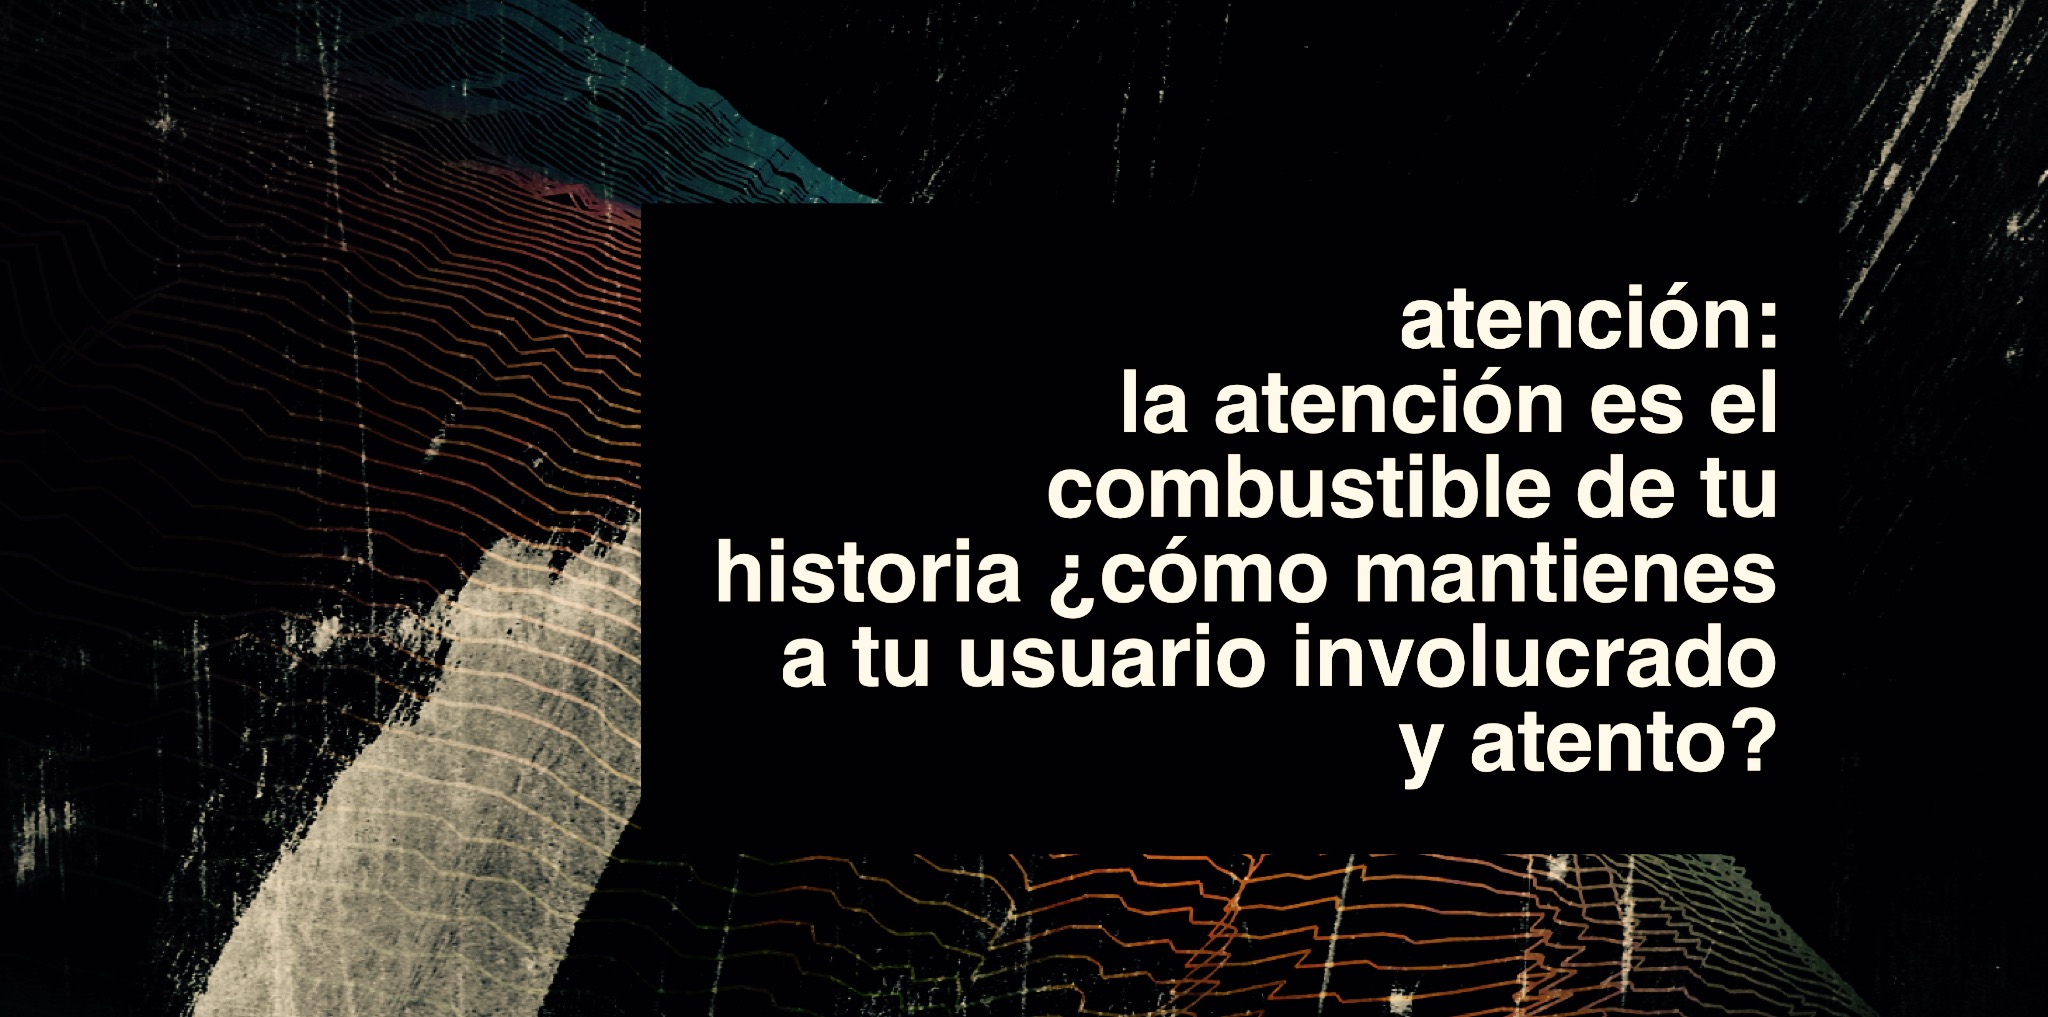 atención:
la atención es el
combustible de tu
historia ¿cómo mantienes
a tu usuario involucrado
y atento?